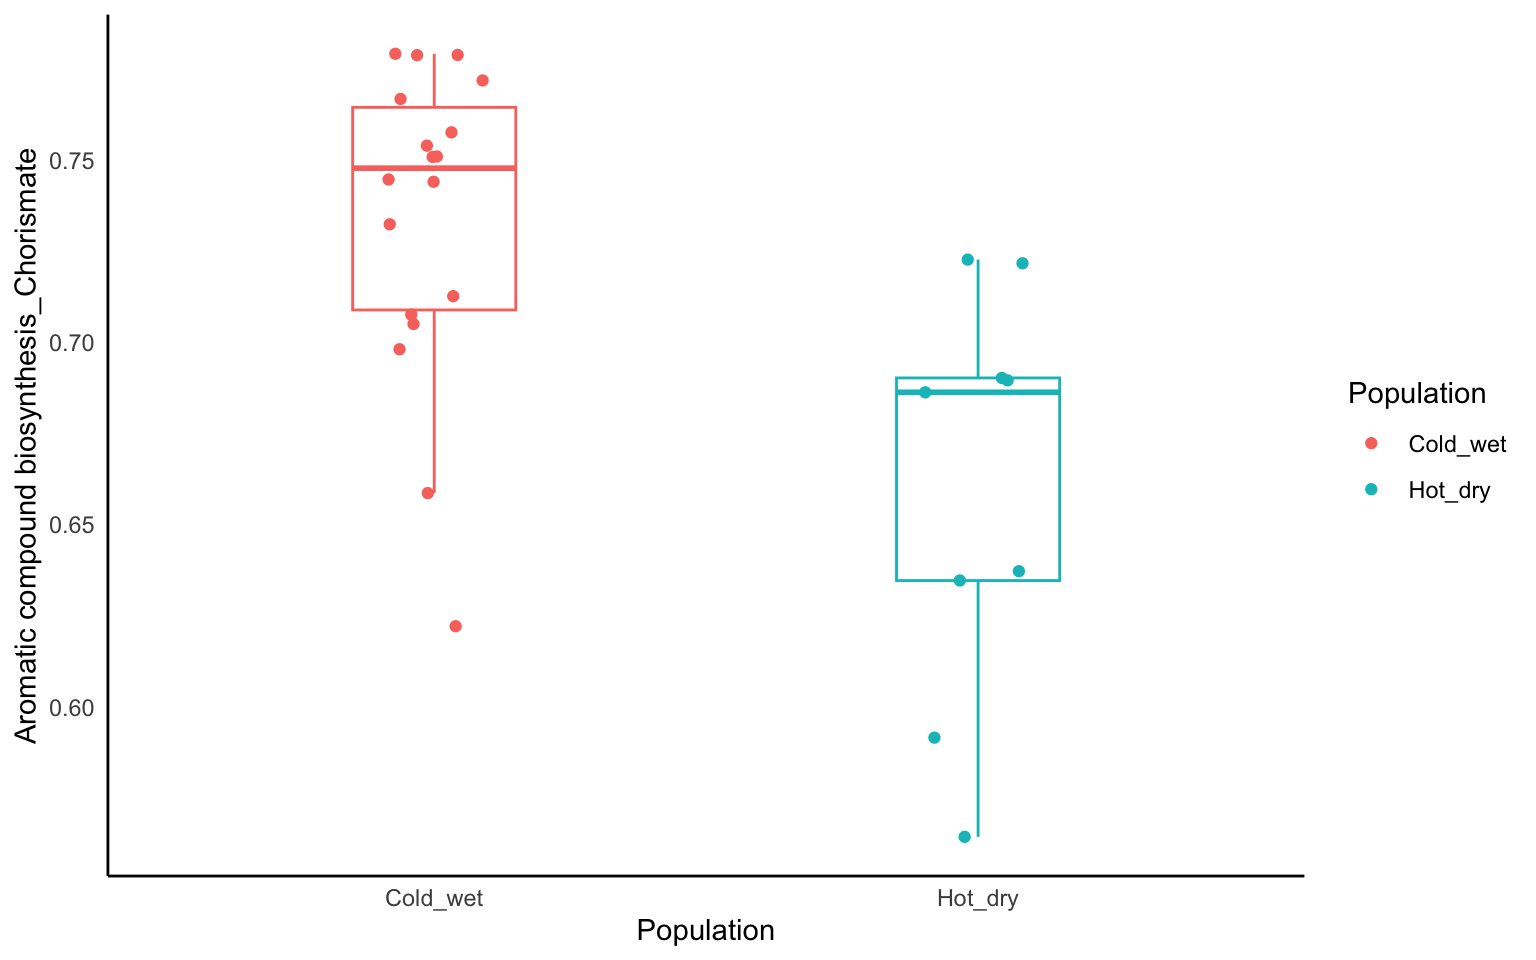 Aromatic compound biosynthesis_Chorismate
0.75
0.70
0.65
0.60
Cold_wet
Hot_dry
Population
Population
Cold_wet
Hot_dry